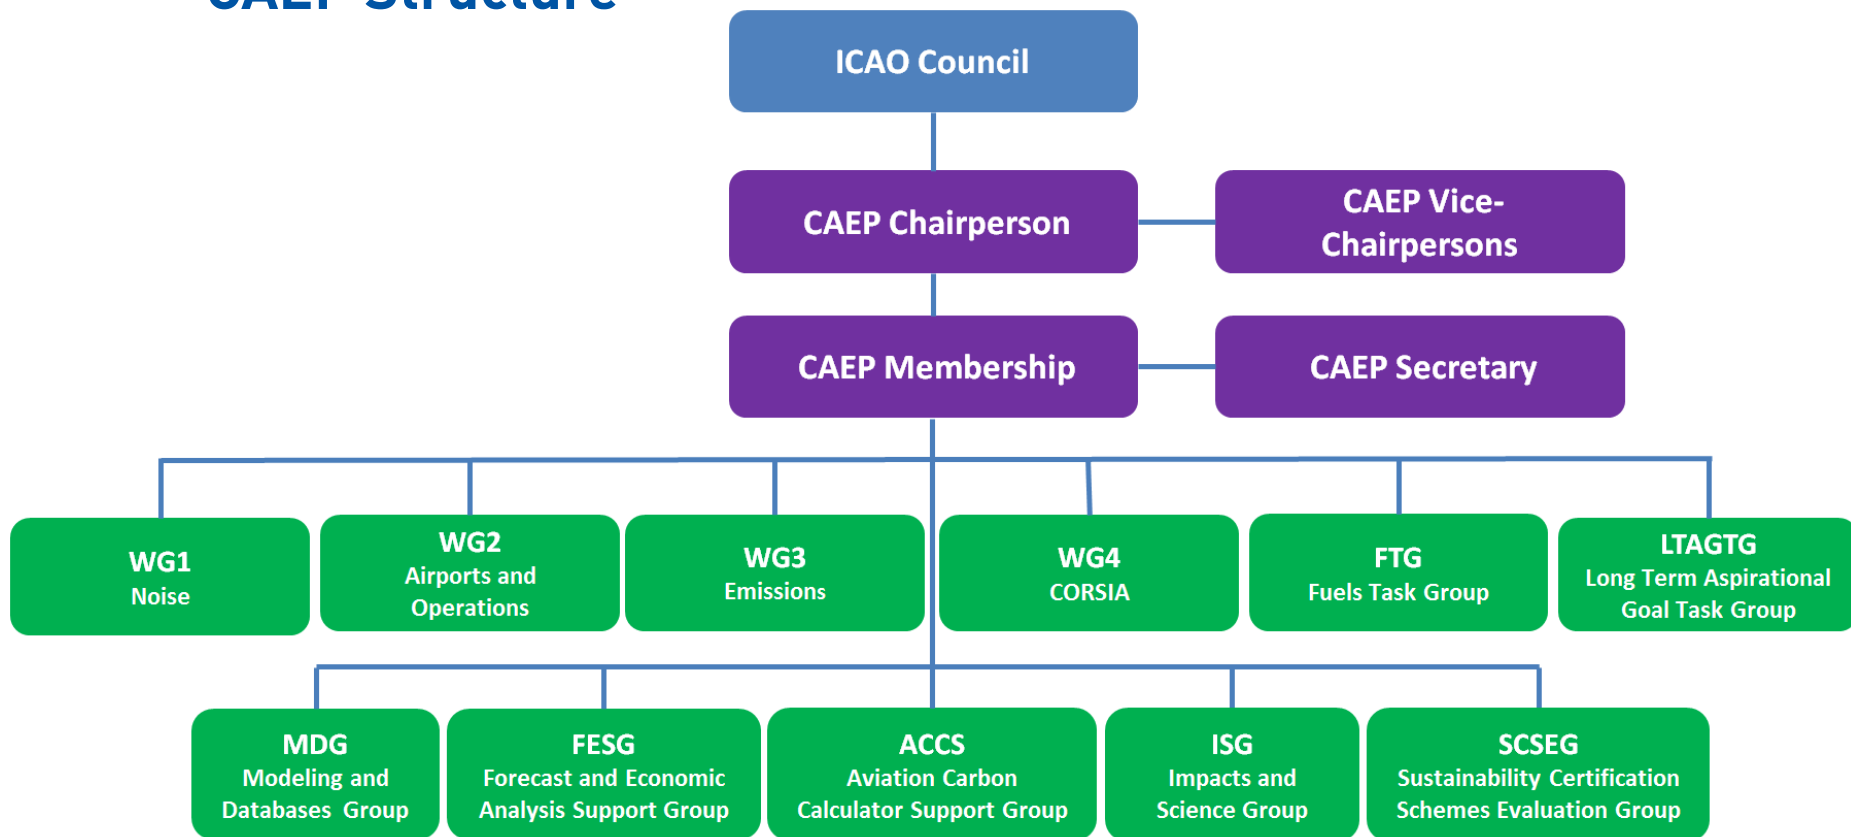 CAEP Structure
ICAO Council
CAEP Chairperson
CAEP Vice-
Chairpersons
CAEP Membership
CAEP Secretary
WG1
Noise
WG2
Airports and
Operations
WG3
Emissions
WG4
CORSIA
FTG
Fuels Task Group
LTAGTG
Long Term Aspirational
Goal Task Group
MDG
Modeling and
Databases Group
FESG
Forecast and Economic
Analysis Support Group
ACCS
Aviation Carbon
Calculator Support Group
ISG
Impacts and
Science Group
SCSEG
Sustainability Certification
Schemes Evaluation Group